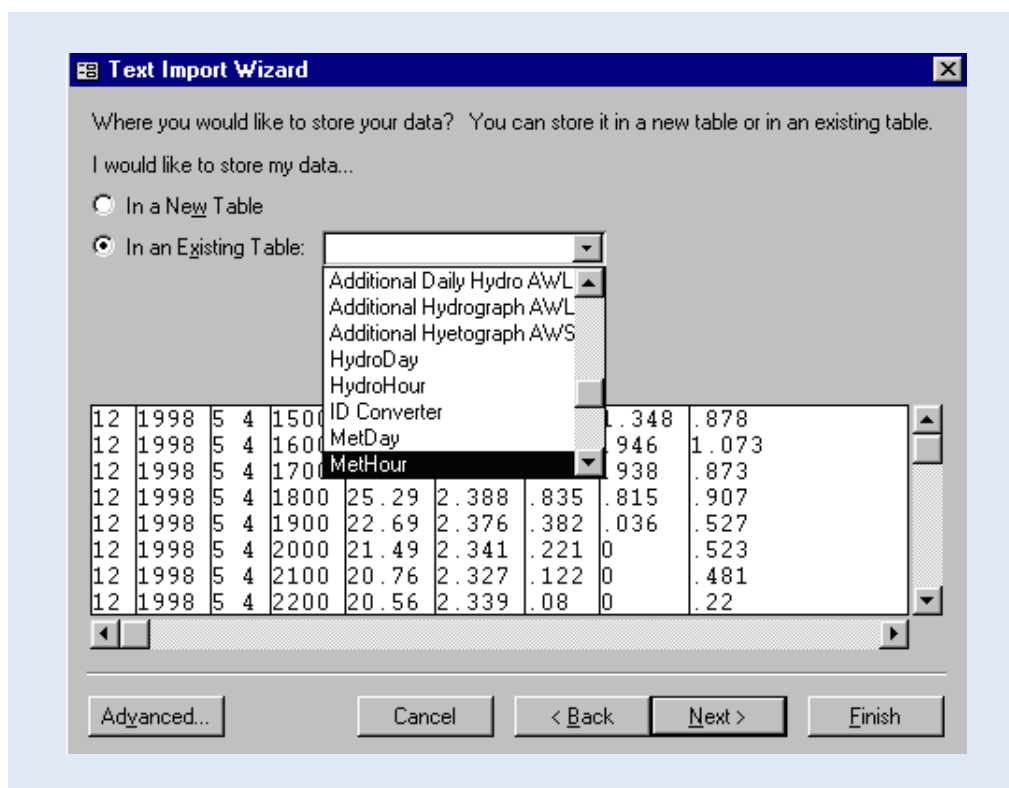 Text Import Wizard
Where you would like to store your data? You can store it in a new table or in an existing table.
I would like to store my data...
In a New Table
In an Existing Table:
Additional Daily Hydro AWL
Additional Hydrograph AWL
Additional Hyetograph AWS
HydroDay
HydroHour
ID Converter
MetDay
MetHour
12 1998 5 4 1500 1.348 .878
12 1998 5 4 1600 .946 1.073
12 1998 5 4 1700 .938 .873
12 1998 5 4 1800 25.29 2.388 .835 .815 .907
12 1998 5 4 1900 22.69 2.376 .382 .036 .527
12 1998 5 4 2000 21.49 2.341 .221 0 .523
12 1998 5 4 2100 20.76 2.327 .122 0 .481
12 1998 5 4 2200 20.56 2.339 .08 0 .22
Advanced... Cancel < Back Next > Finish